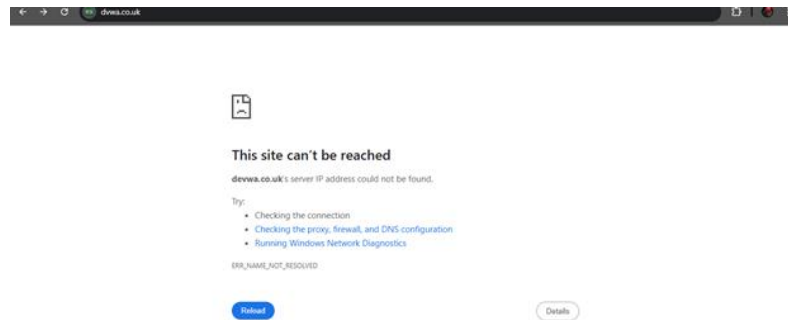 dvwa.co.uk
This site can't be reached
devwa.co.uk's server IP address could not be found.
Try:
• Checking the connection
• Checking the proxy, firewall, and DNS configuration
• Running Windows Network Diagnostics
ERR_NAME_NOT_RESOLVED
Reload
Details